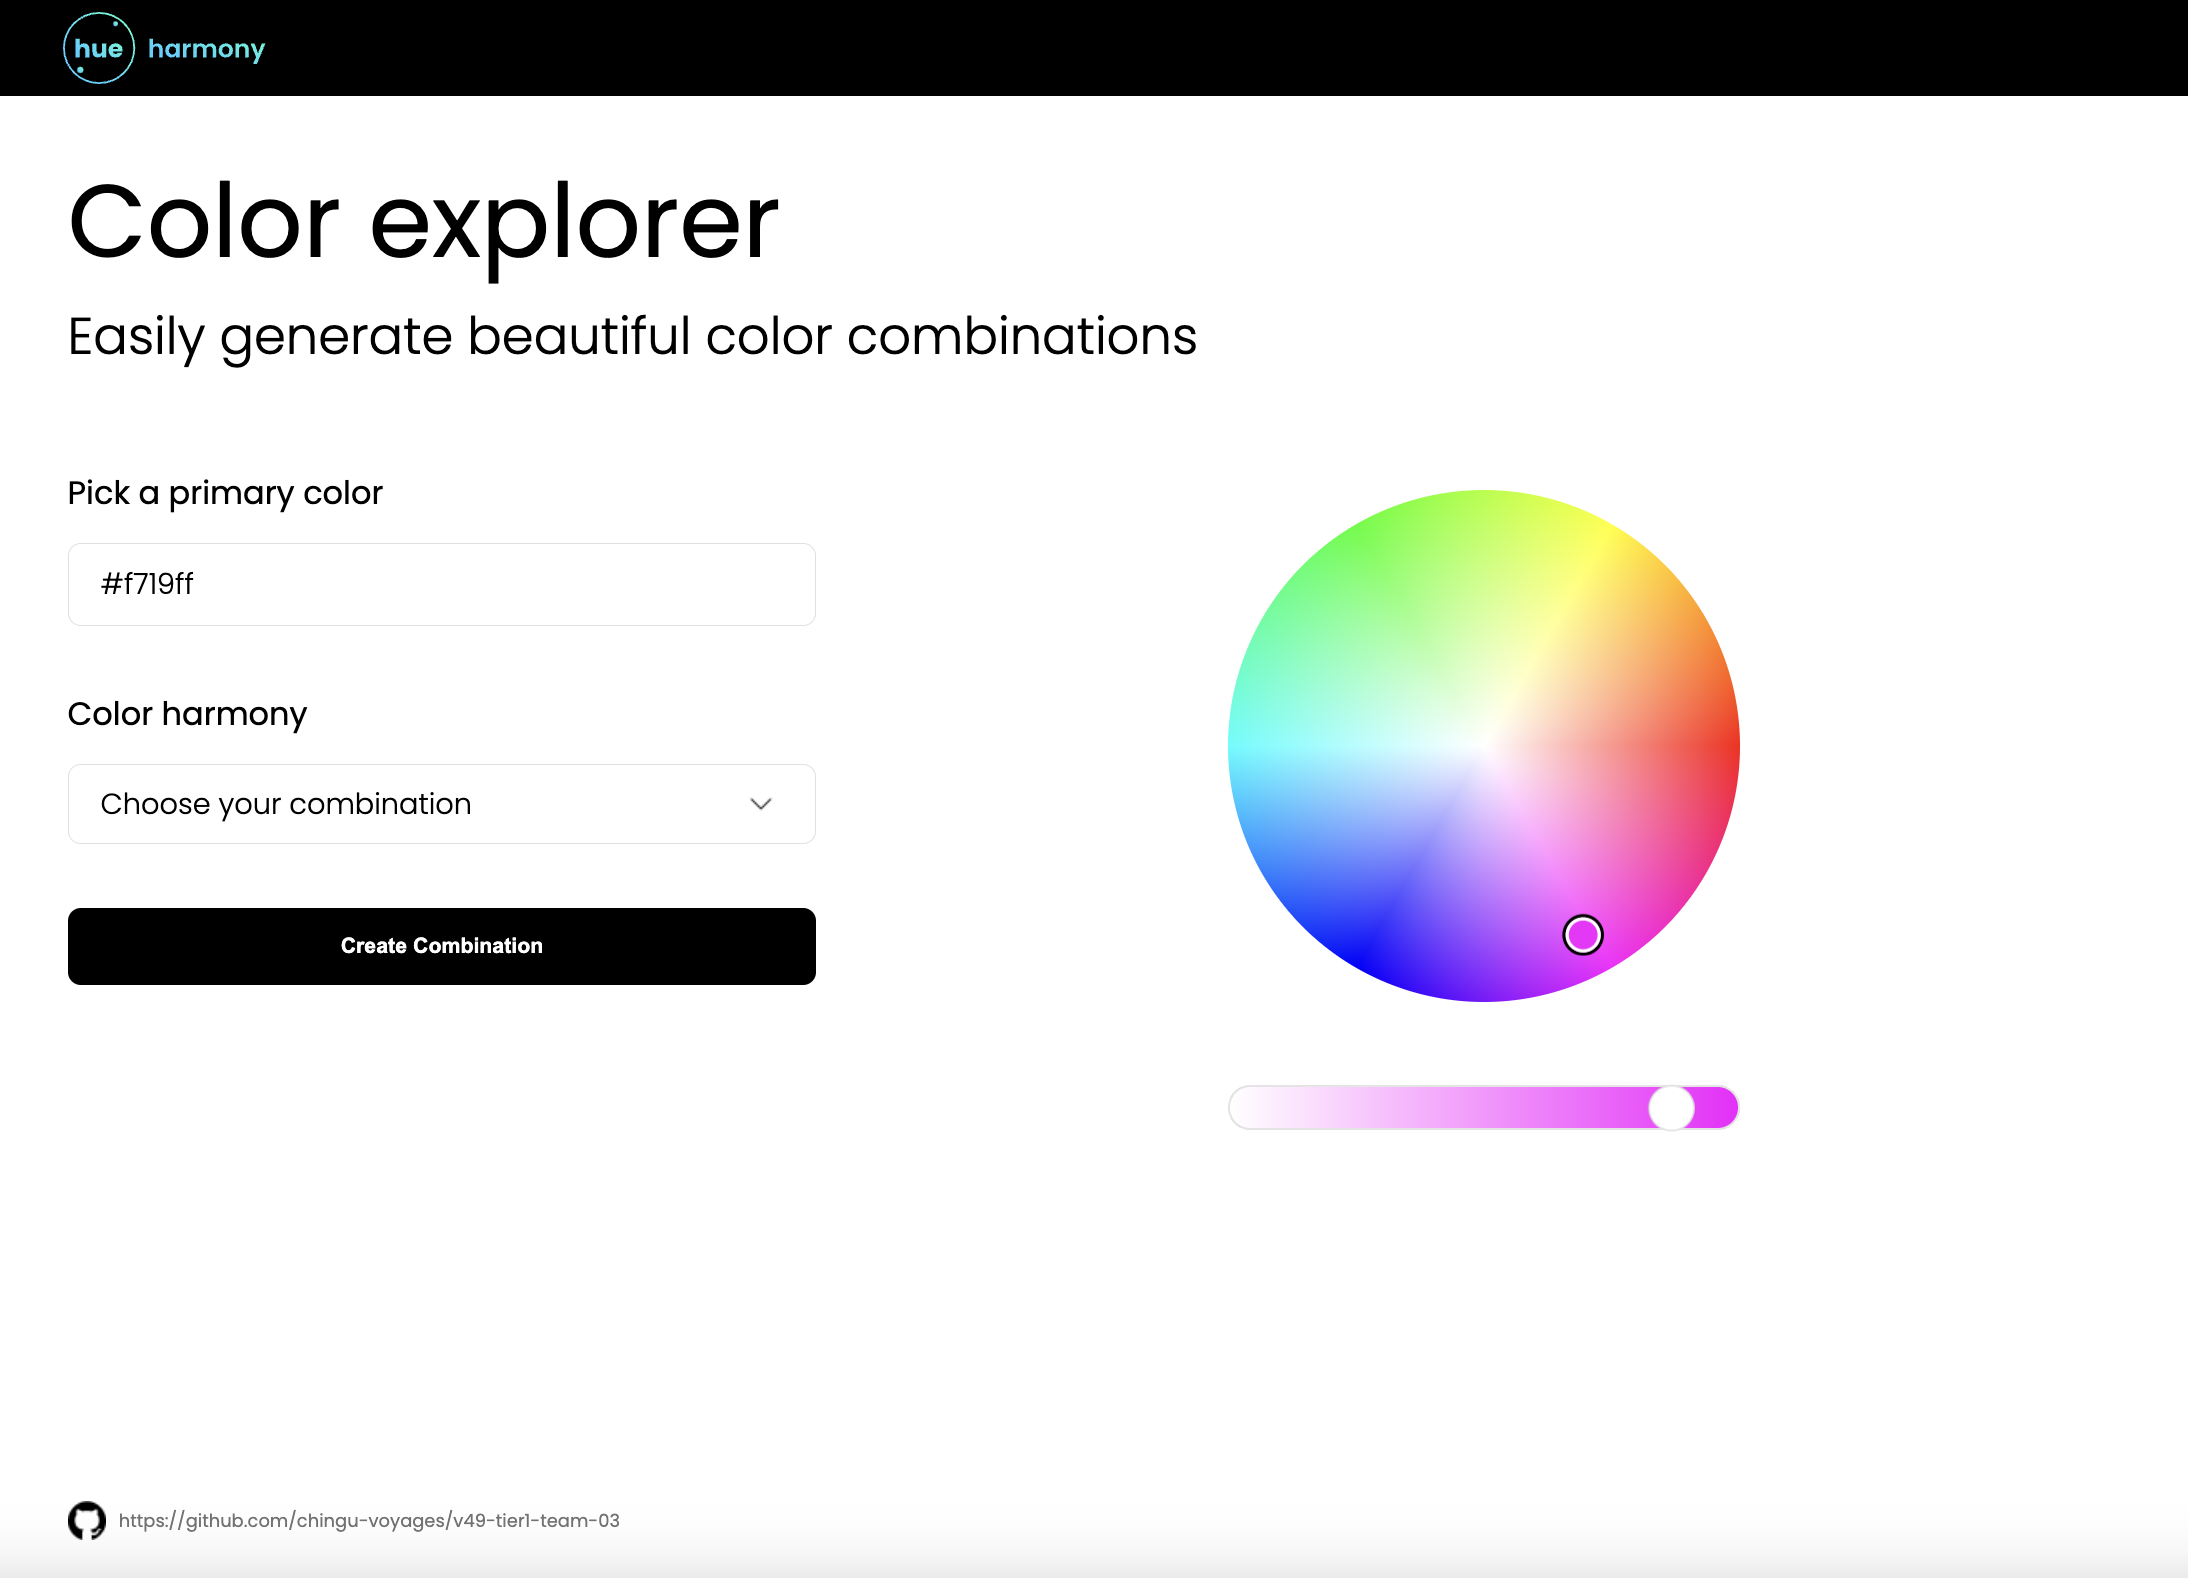 hue harmony
Color explorer
Easily generate beautiful color combinations
Pick a primary color
#f719ff
Color harmony
Choose your combination
Create Combination
https://github.com/chingu-voyages/v49-tier1-team-03